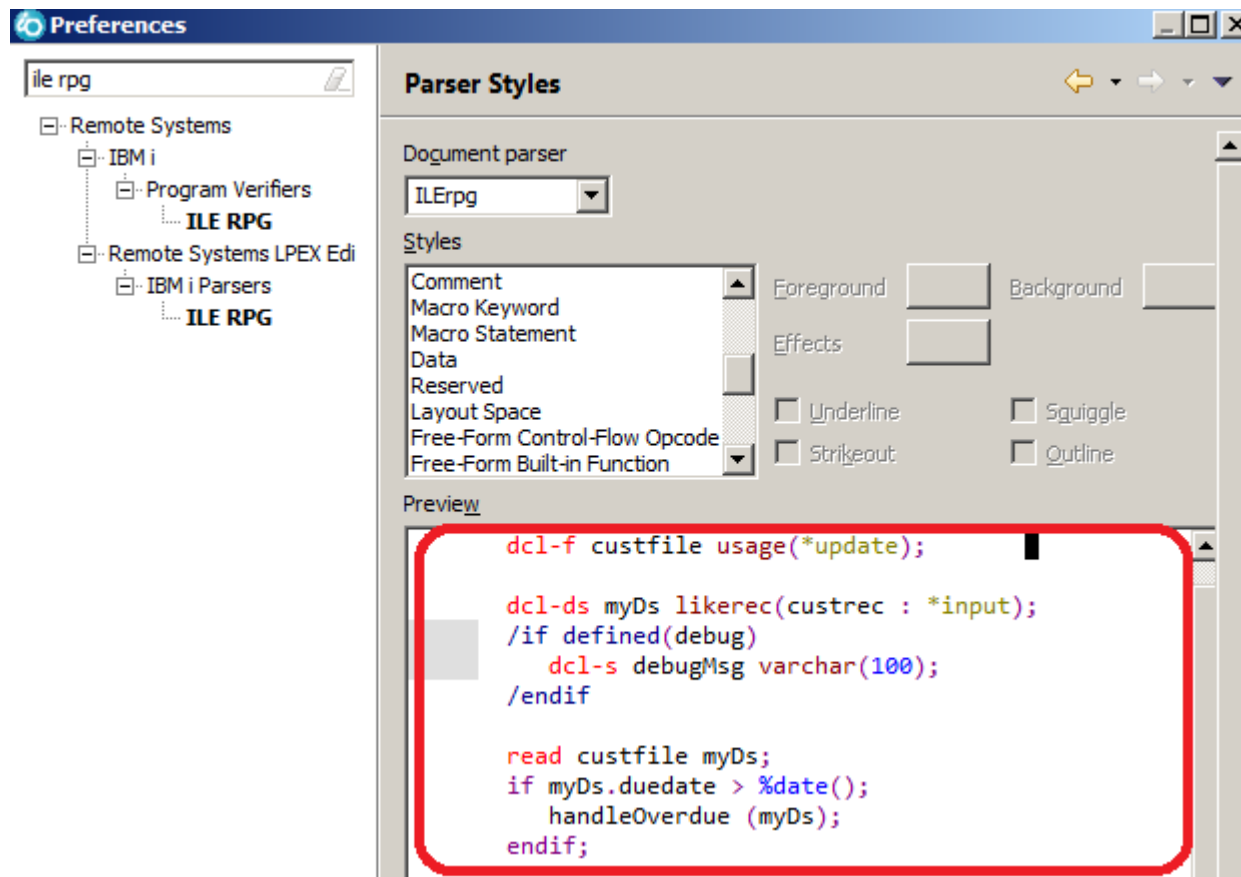 Preferences
ile rpg
Remote Systems
IBM i
Program Verifiers
ILE RPG
Remote Systems LPEX Edi
IBM i Parsers
ILE RPG
Parser Styles
Document parser
ILErpg
Styles
Comment
Macro Keyword
Macro Statement
Data
Reserved
Layout Space
Free-Form Control-Flow Opcode
Free-Form Built-in Function
Foreground Background
Effects
Underline Squiggle
Strikeout Outline
Preview
dcl-f custfile usage(*update);
dcl-ds myDs likerec(custrec : *input);
/if defined(debug)
   dcl-s debugMsg varchar(100);
/endif
read custfile myDs;
if myDs.duedate > %date();
   handleOverdue (myDs);
endif;